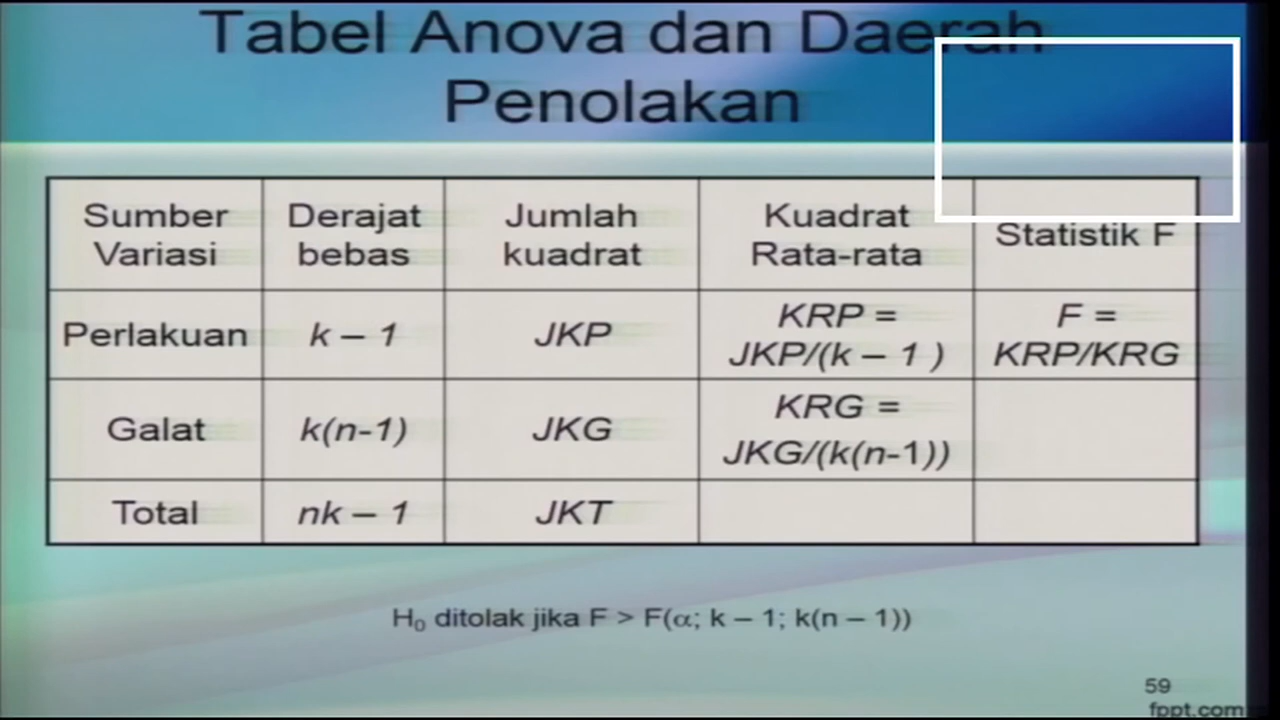 Tabel Anova dan Daerah
Penolakan
Sumber
Variasi
Derajat
bebas
Jumlah
kuadrat
Kuadrat
Rata-rata
Statistik F
Perlakuan
k – 1
JKP
KRP =
JKP/(k – 1 )
F =
KRP/KRG
Galat
k(n-1)
JKG
KRG =
JKG/(k(n-1))
Total
nk – 1
JKT
H₀ ditolak jika F > F(α; k – 1; k(n – 1))
59
fppt.com